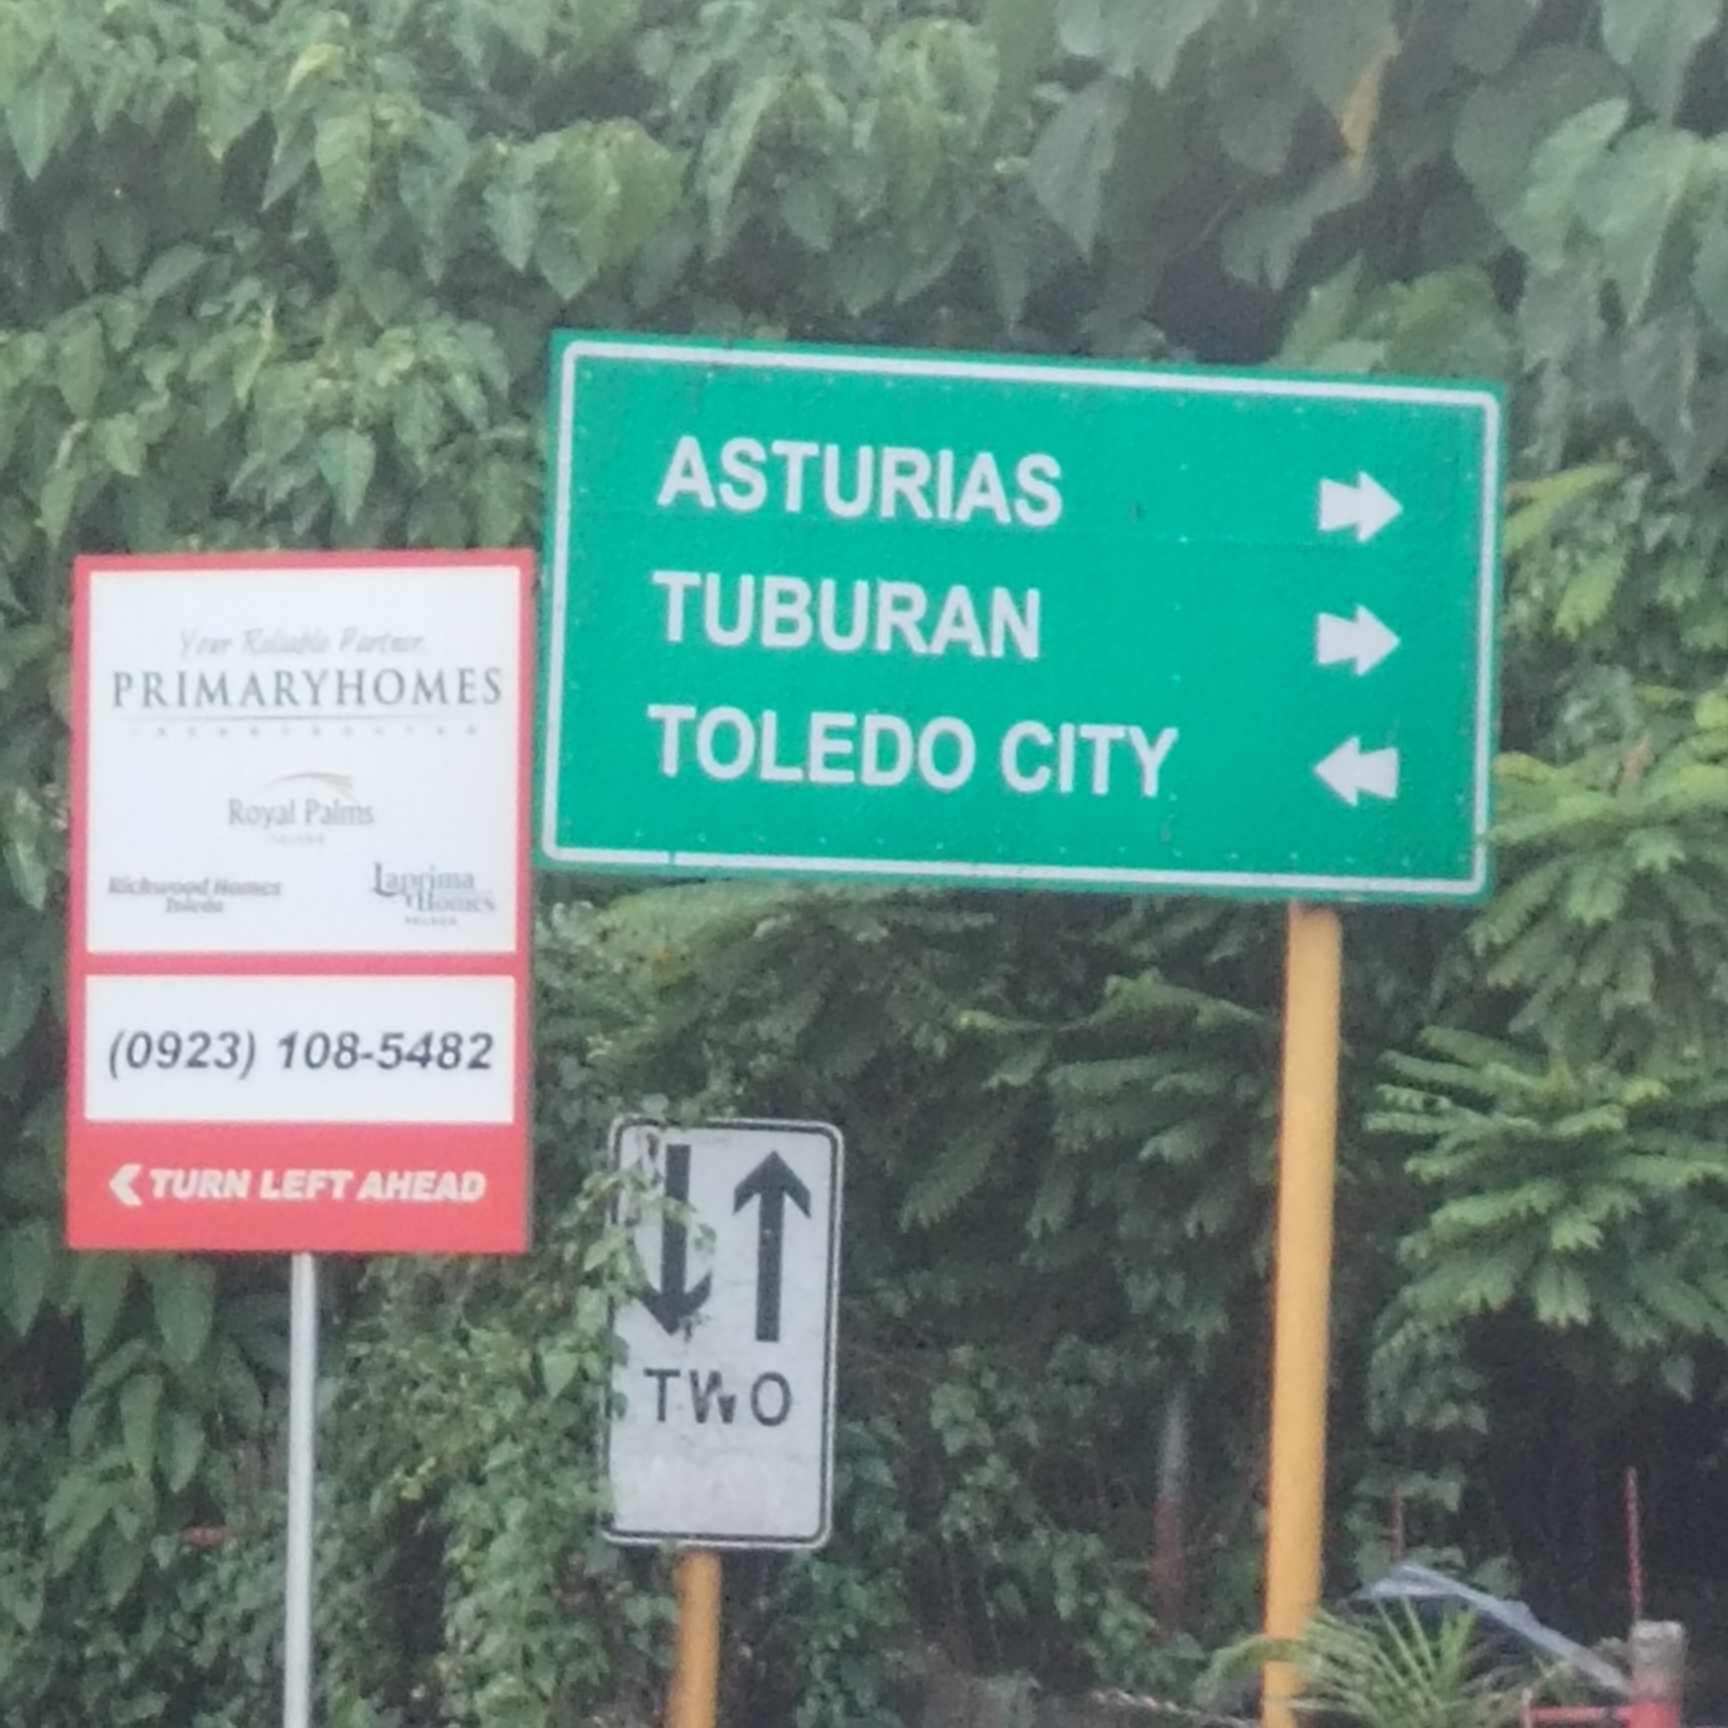 ASTURIAS
TUBURAN
TOLEDO CITY
Your Reliable Partner
PRIMARYHOMES
Royal Palms
Richwood Homes
Toledo
Laprima
Homes
(0923) 108-5482
TURN LEFT AHEAD
TWO